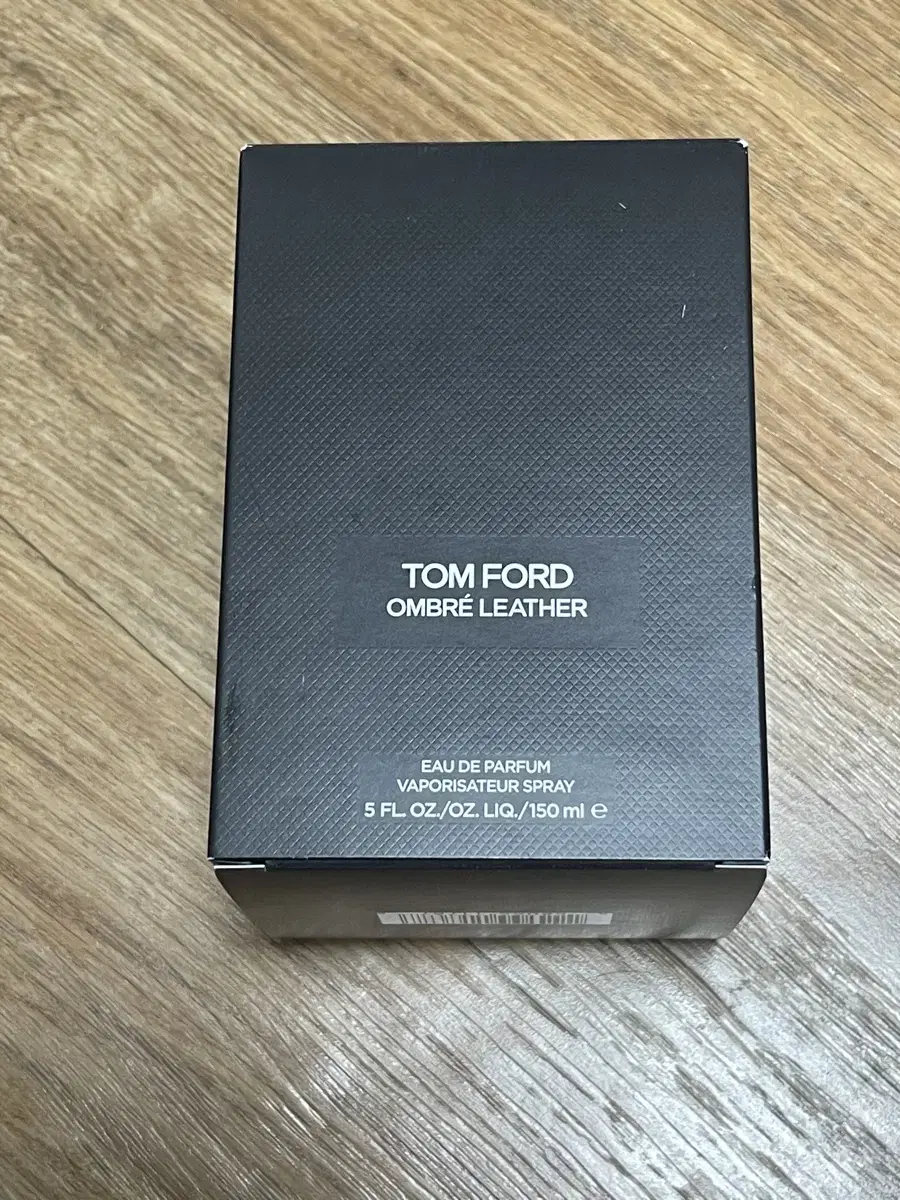 TOM FORD
OMBRÉ LEATHER
EAU DE PARFUM
VAPORISATEUR SPRAY
5 FL. OZ./OZ. LIQ./150 ml ℮